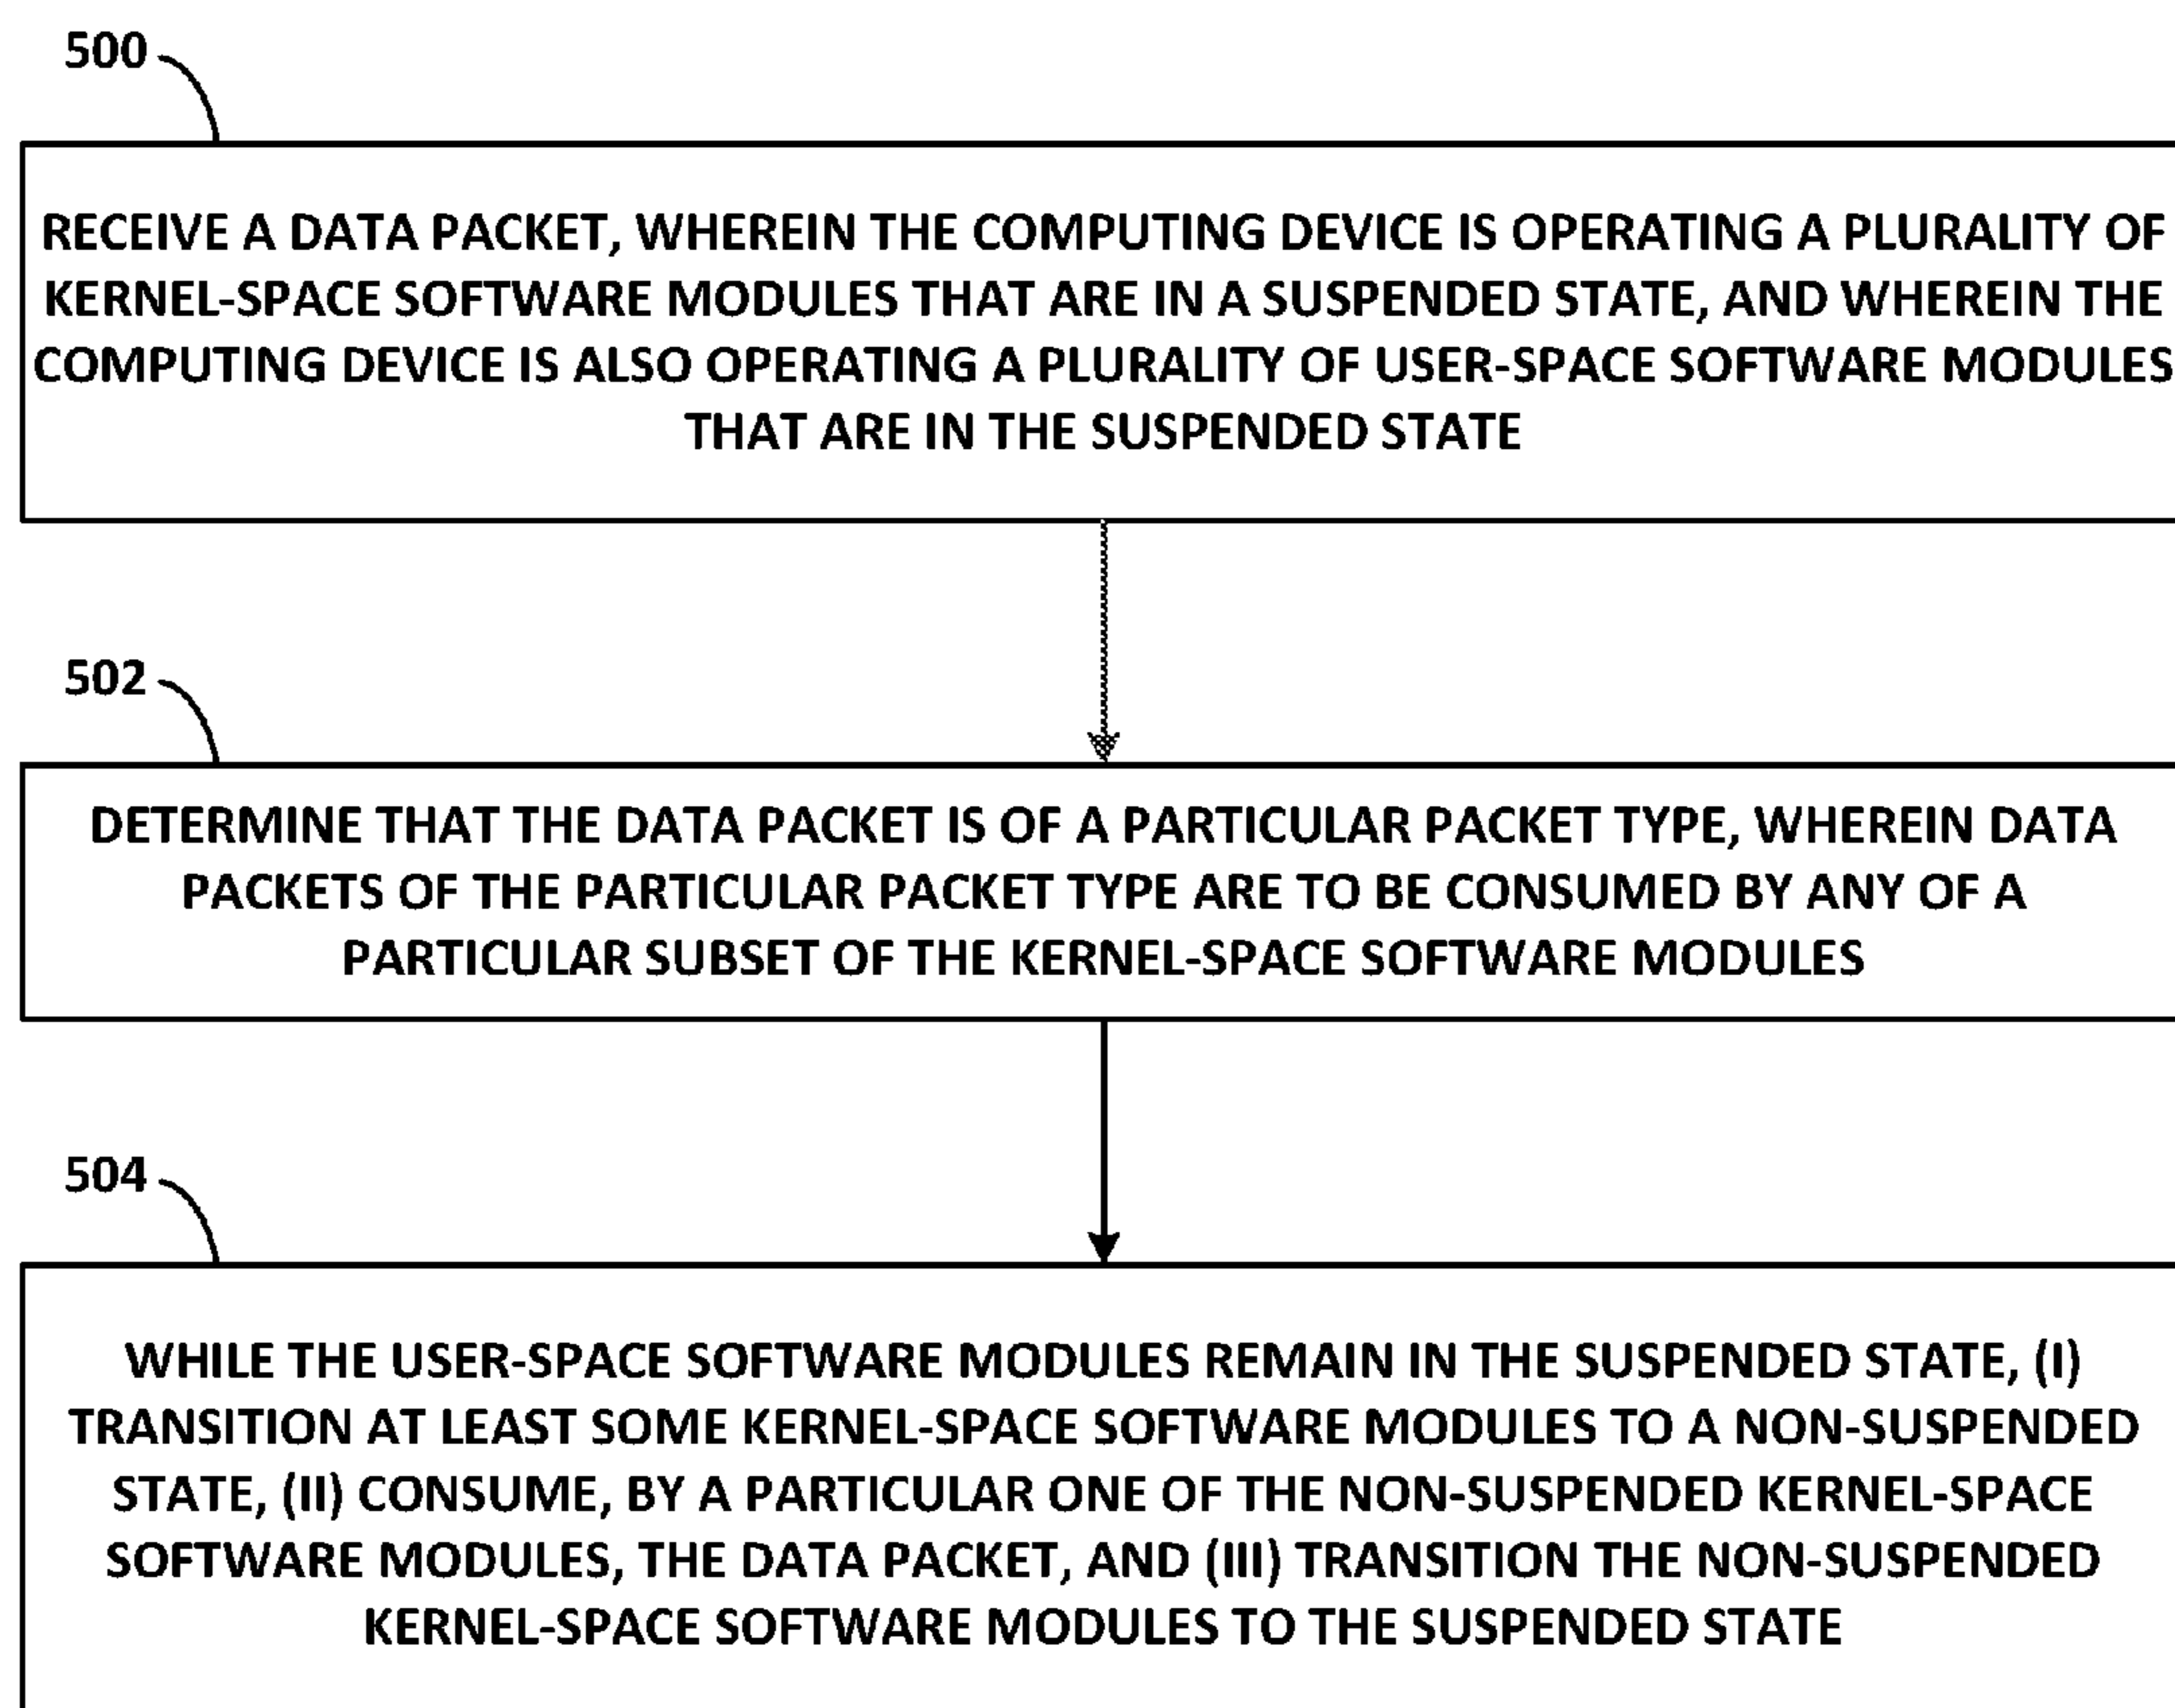 500
RECEIVE A DATA PACKET, WHEREIN THE COMPUTING DEVICE IS OPERATING A PLURALITY OF
KERNEL-SPACE SOFTWARE MODULES THAT ARE IN A SUSPENDED STATE, AND WHEREIN THE
COMPUTING DEVICE IS ALSO OPERATING A PLURALITY OF USER-SPACE SOFTWARE MODULES
THAT ARE IN THE SUSPENDED STATE
502
DETERMINE THAT THE DATA PACKET IS OF A PARTICULAR PACKET TYPE, WHEREIN DATA
PACKETS OF THE PARTICULAR PACKET TYPE ARE TO BE CONSUMED BY ANY OF A
PARTICULAR SUBSET OF THE KERNEL-SPACE SOFTWARE MODULES
504
WHILE THE USER-SPACE SOFTWARE MODULES REMAIN IN THE SUSPENDED STATE, (I)
TRANSITION AT LEAST SOME KERNEL-SPACE SOFTWARE MODULES TO A NON-SUSPENDED
STATE, (II) CONSUME, BY A PARTICULAR ONE OF THE NON-SUSPENDED KERNEL-SPACE
SOFTWARE MODULES, THE DATA PACKET, AND (III) TRANSITION THE NON-SUSPENDED
KERNEL-SPACE SOFTWARE MODULES TO THE SUSPENDED STATE